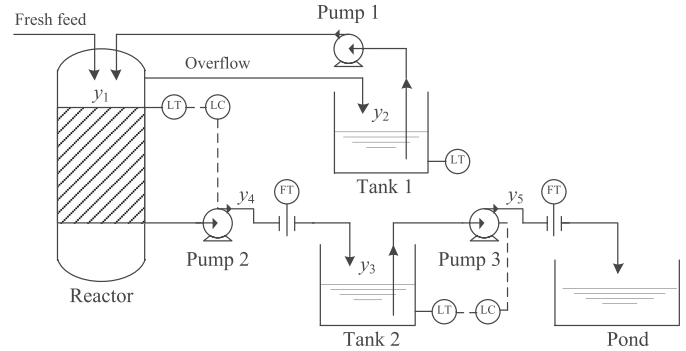 Pump 1
Fresh feed
Overflow
y1
LT
LC
y2
LT
Tank 1
y4
FT
y5
FT
Pump 2
y3
Pump 3
Reactor
LT
LC
Tank 2
Pond